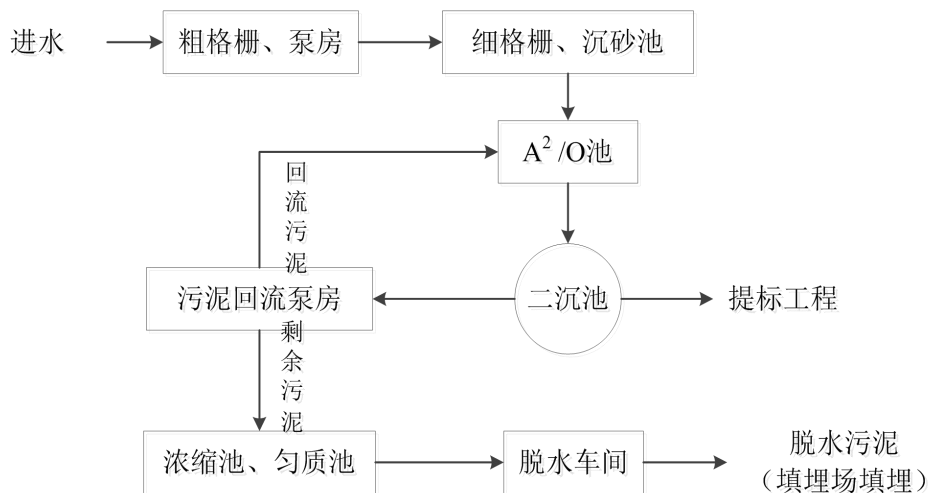 进水
粗格栅、泵房
细格栅、沉砂池
A² /O池
回流污泥
污泥回流泵房
二沉池
提标工程
剩余污泥
浓缩池、匀质池
脱水车间
脱水污泥
（填埋场填埋）